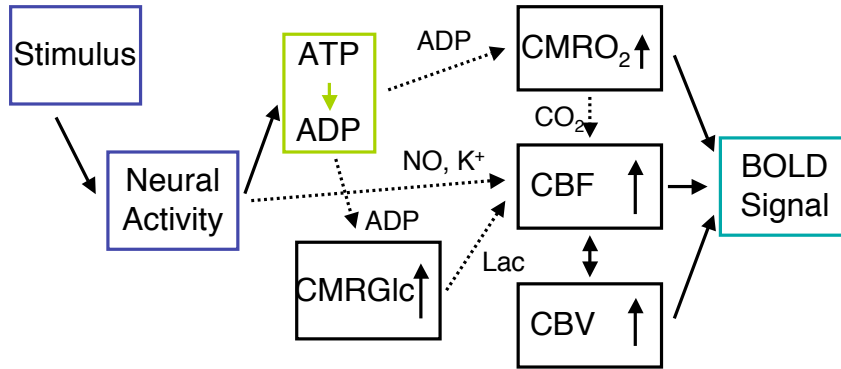 Stimulus
ATP
ADP
ADP
CMRO₂
CO₂
Neural
Activity
NO, K⁺
CBF
BOLD
Signal
ADP
CMRGlc
Lac
CBV